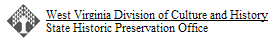 West Virginia Division of Culture and History
State Historic Preservation Office